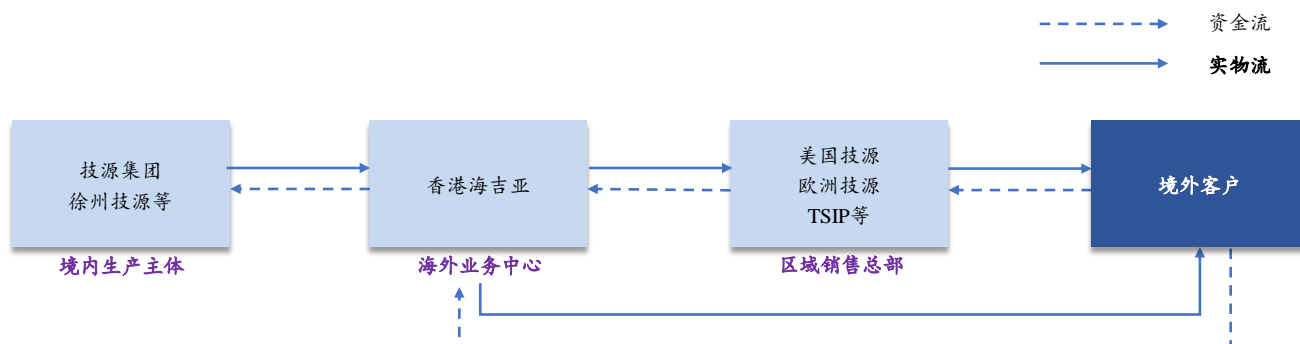 资金流
实物流
技源集团
徐州技源等
香港海吉亚
美国技源
欧洲技源
TSIP等
境外客户
境内生产主体
海外业务中心
区域销售总部